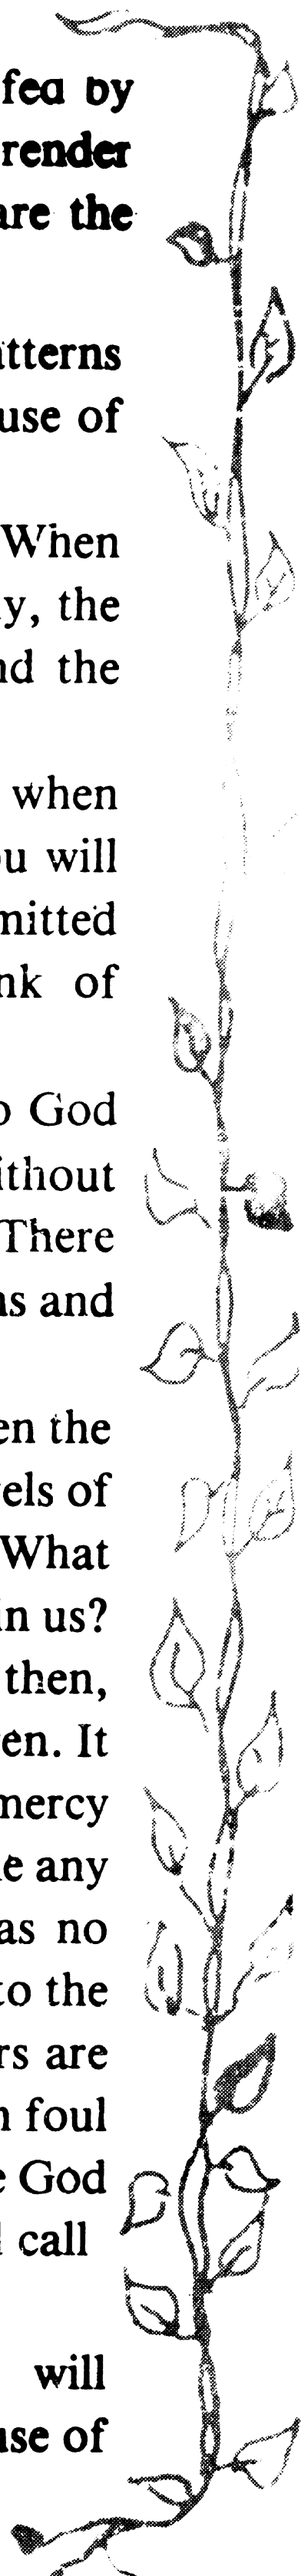 fed by
render
are the
tterns
use of
When
y, the
nd the
when
u will
mitted
nk of
o God
ithout
There
ns and
en the
els of
What
in us?
then,
en. It
mercy
e any
as no
to the
rs are
n foul
e God
l call
will
use of